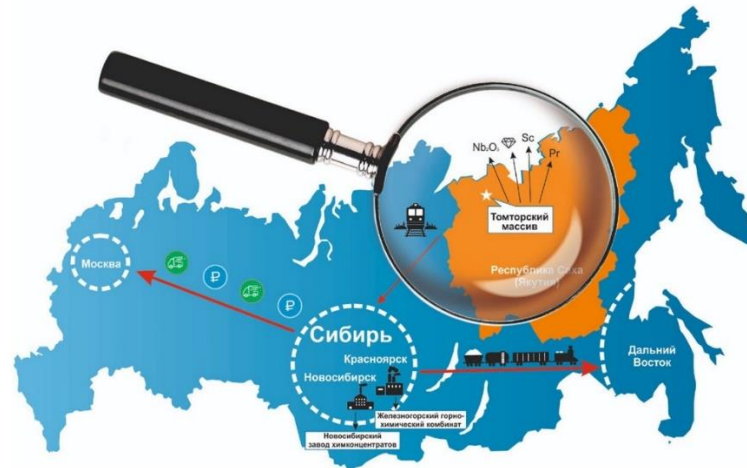 Nb₂O₅
Sc
Pr
Томторский
массив
Республика Саха
(Якутия)
Москва
₽
₽
Сибирь
Красноярск
Новосибирск
Дальний
Восток
Железногорский горно-
химический комбинат
Новосибирский
завод химконцентратов